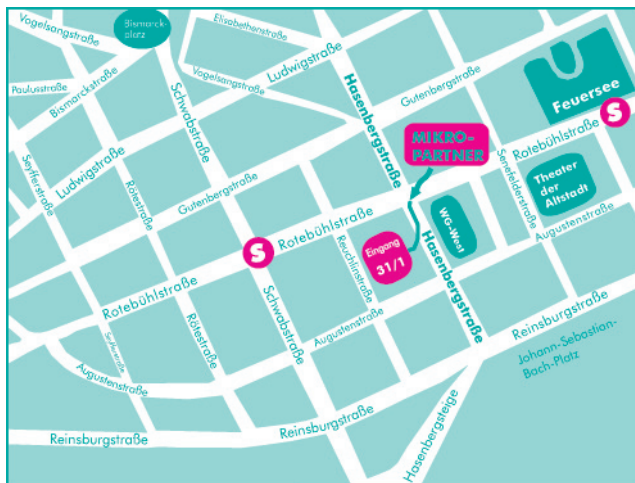 Vogelsangstraße
Bismarck-
platz
Elisabethenstraße
Paulusstraße
Bismarckstraße
Vogelsangstraße
Ludwigstraße
Hasenbergstraße
Gutenbergstraße
Feuersee
S
Rotebühlstraße
MIKRO-
PARTNER
Schwabstraße
Seyfferstraße
Ludwigstraße
Rötestraße
Gutenbergstraße
Senefelderstraße
Theater
der
Altstadt
Augustenstraße
WG-West
Eingang
31/1
S
Rotebühlstraße
Reuchlinstraße
Hasenbergstraße
Rotebühlstraße
Schwabstraße
Rötestraße
Augustenstraße
Reinsburgstraße
Johann-Sebastian-
Bach-Platz
Augustenstraße
Reinsburgstraße
Reinsburgstraße
Hasenbergsteige